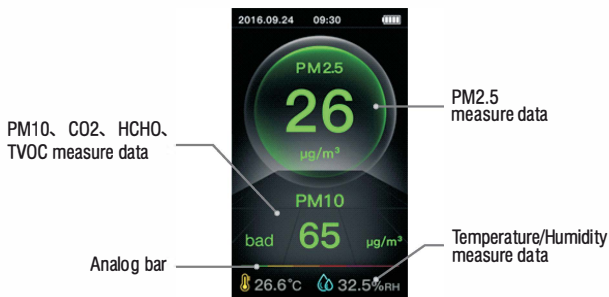 2016.09.24 09:30
PM2.5
26
μg/m³
PM2.5
measure data
PM10、 CO2、 HCHO、
TVOC measure data
PM10
bad 65 μg/m³
Temperature/Humidity
measure data
Analog bar
26.6°c 32.5%RH